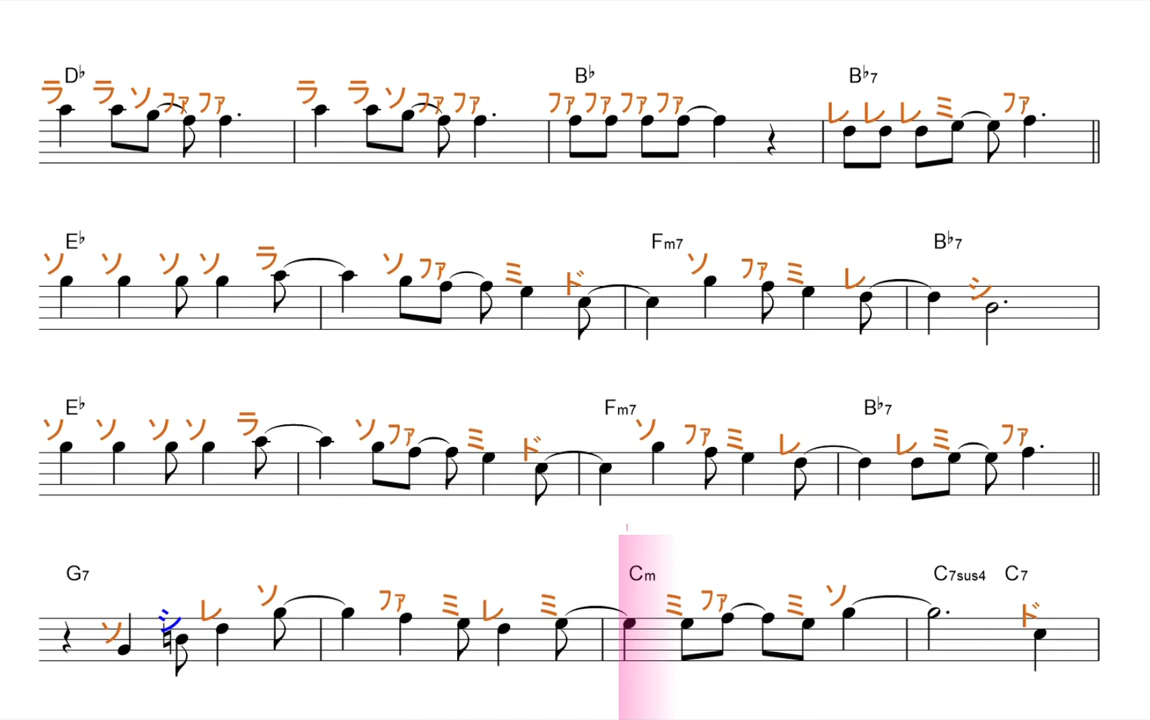 D♭ B♭ B♭7
ラ ラ ソ ファ ファ ラ ラ ソ ファ ファ ファ ファ ファ ファ レ レ レ ミ ファ
E♭ Fm7 B♭7
ソ ソ ソ ソ ラ ソ ファ ミ ド ソ ファ ミ レ シ
E♭ Fm7 B♭7
ソ ソ ソ ソ ラ ソ ファ ミ ド ソ ファ ミ レ レ ミ ファ
G7 Cm C7sus4 C7
ソ シ レ ソ ファ ミ レ ミ ミ ファ ミ ソ ド